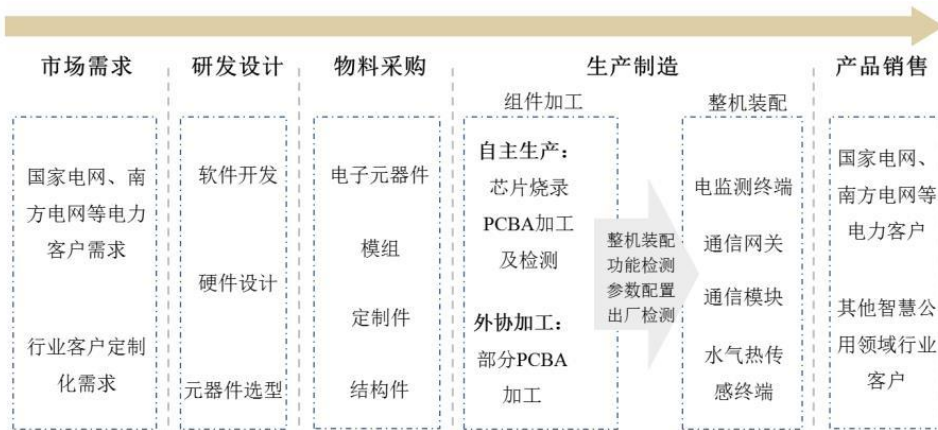 市场需求
研发设计
物料采购
生产制造
产品销售
组件加工
整机装配
国家电网、南
方电网等电力
客户需求
行业客户定制
化需求
软件开发
硬件设计
元器件选型
电子元器件
模组
定制件
结构件
自主生产：
芯片烧录
PCBA加工
及检测
外协加工：
部分PCBA
加工
整机装配
功能检测
参数配置
出厂检测
电监测终端
通信网关
通信模块
水气热传
感终端
国家电网、
南方电网等
电力客户
其他智慧公
用领域行业
客户